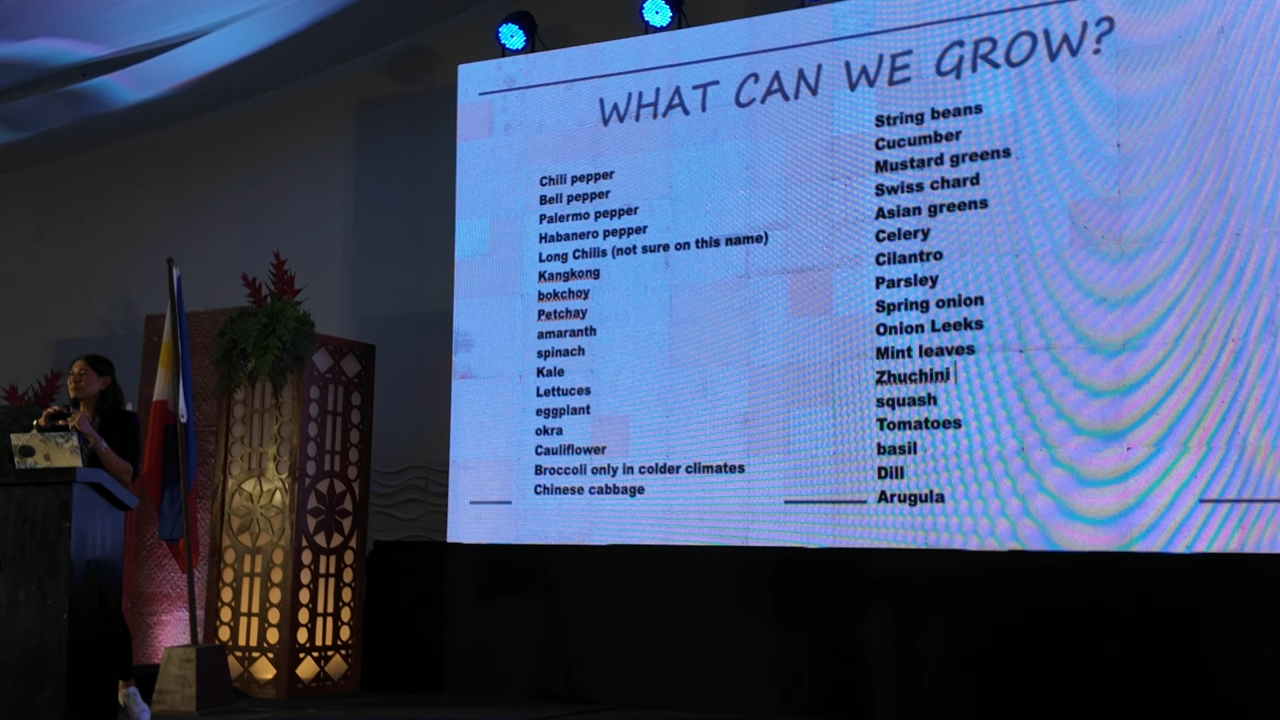 WHAT CAN WE GROW?
Chili pepper
Bell pepper
Palermo pepper
Habanero pepper
Long Chilis (not sure on this name)
Kangkong
bokchoy
Petchay
amaranth
spinach
Kale
Lettuces
eggplant
okra
Cauliflower
Broccoli only in colder climates
Chinese cabbage
String beans
Cucumber
Mustard greens
Swiss chard
Asian greens
Celery
Cilantro
Parsley
Spring onion
Onion Leeks
Mint leaves
Zhuchini
squash
Tomatoes
basil
Dill
Arugula